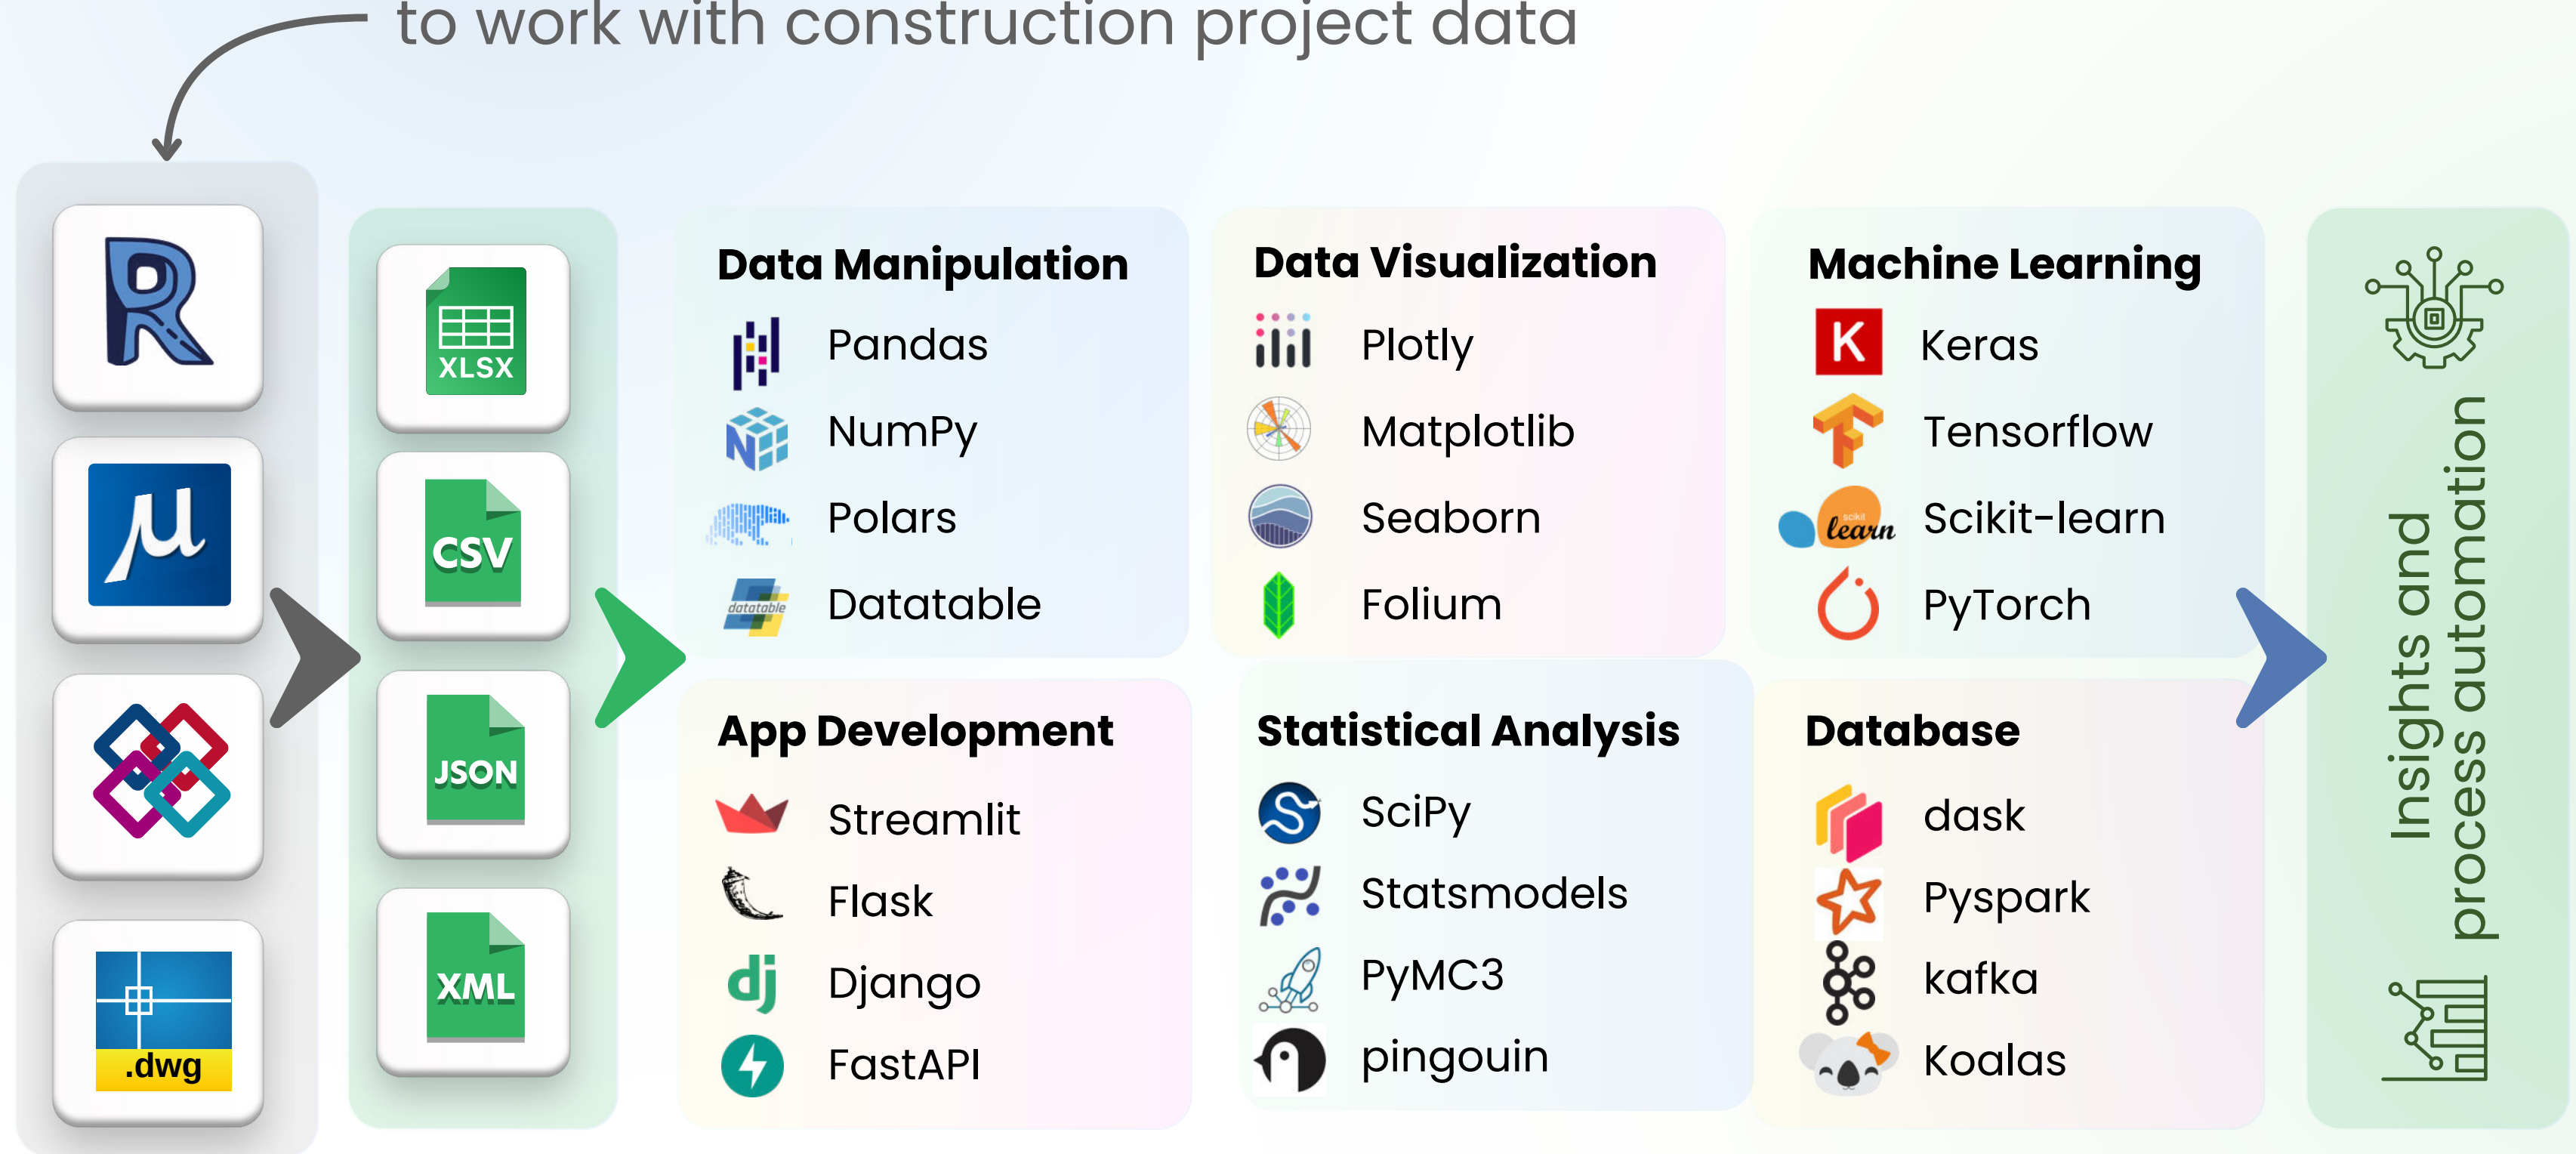 to work with construction project data
R
XLSX
µ
CSV
JSON
.dwg
XML
Data Manipulation
Pandas
NumPy
Polars
datatable
Datatable
Data Visualization
Plotly
Matplotlib
Seaborn
Folium
Machine Learning
K
Keras
Tensorflow
scikit
learn
Scikit-learn
PyTorch
App Development
Streamlit
Flask
dj
Django
FastAPI
Statistical Analysis
SciPy
Statsmodels
PyMC3
pingouin
Database
dask
Pyspark
kafka
Koalas
Insights and
process automation